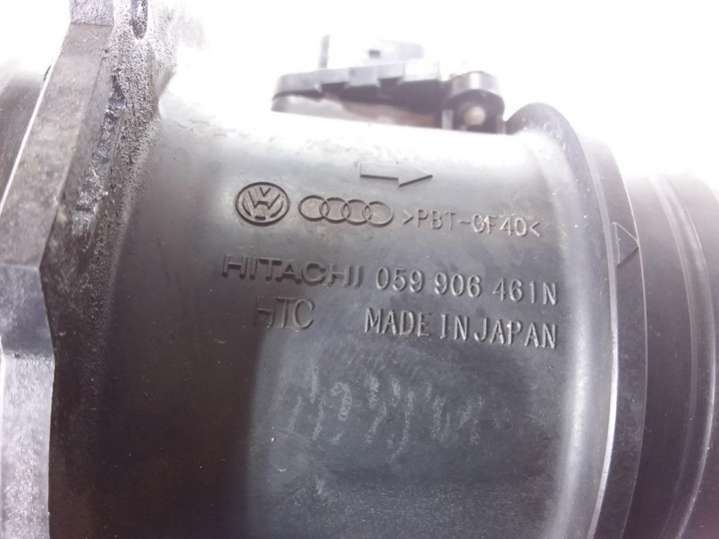 >PBT-GF40<
HITACHI 059 906 461N
HTC MADE IN JAPAN